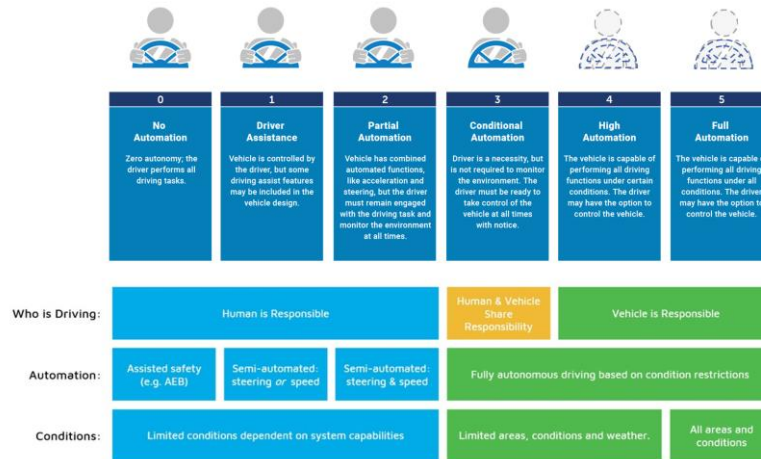 0
No
Automation
Zero autonomy; the
driver performs all
driving tasks.
1
Driver
Assistance
Vehicle is controlled by
the driver, but some
driving assist features
may be included in the
vehicle design.
2
Partial
Automation
Vehicle has combined
automated functions,
like acceleration and
steering, but the driver
must remain engaged
with the driving task and
monitor the environment
at all times.
3
Conditional
Automation
Driver is a necessity, but
is not required to monitor
the environment. The
driver must be ready to
take control of the
vehicle at all times
with notice.
4
High
Automation
The vehicle is capable of
performing all driving
functions under certain
conditions. The driver
may have the option to
control the vehicle.
5
Full
Automation
The vehicle is capable o
performing all driving
functions under all
conditions. The driver
may have the option to
control the vehicle.
Who is Driving:
Human is Responsible
Human & Vehicle
Share
Responsibility
Vehicle is Responsible
Automation:
Assisted safety
(e.g. AEB)
Semi-automated:
steering or speed
Semi-automated:
steering & speed
Fully autonomous driving based on condition restrictions
Conditions:
Limited conditions dependent on system capabilities
Limited areas, conditions and weather.
All areas and
conditions